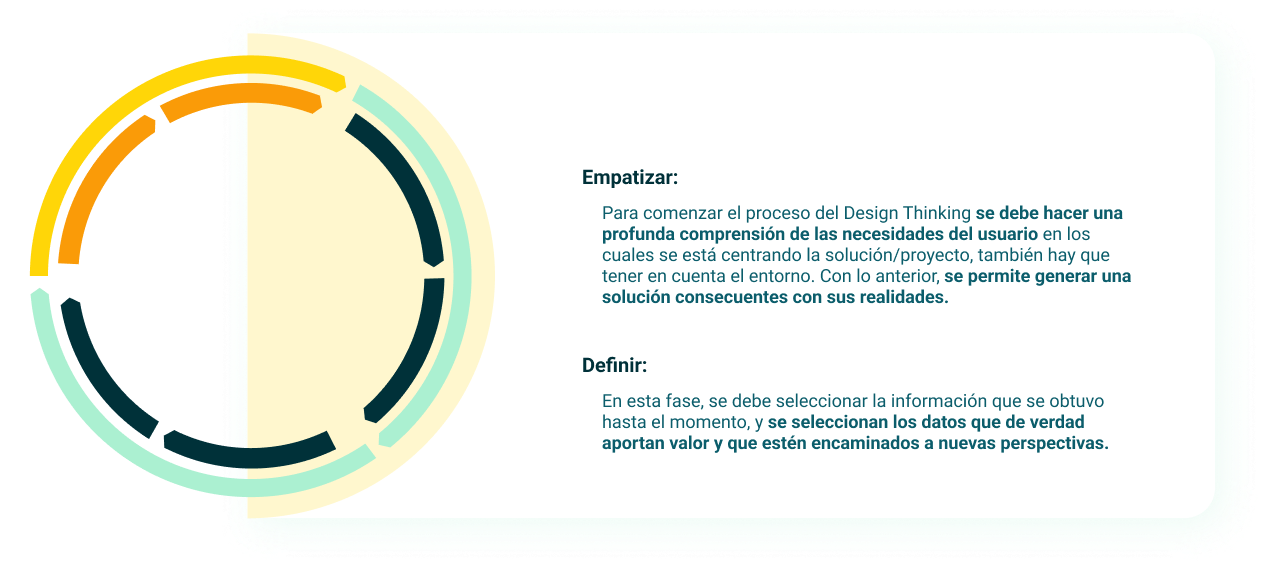 Empatizar:
Para comenzar el proceso del Design Thinking se debe hacer una
profunda comprensión de las necesidades del usuario en los
cuales se está centrando la solución/proyecto, también hay que
tener en cuenta el entorno. Con lo anterior, se permite generar una
solución consecuentes con sus realidades.
Definir:
En esta fase, se debe seleccionar la información que se obtuvo
hasta el momento, y se seleccionan los datos que de verdad
aportan valor y que estén encaminados a nuevas perspectivas.